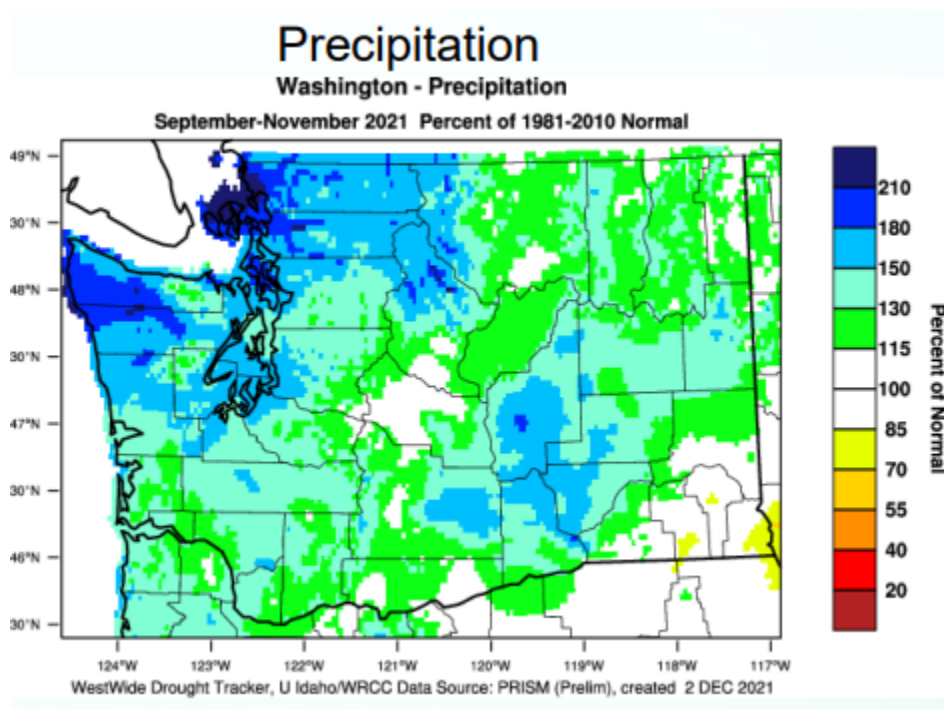 Precipitation
Washington - Precipitation
September-November 2021 Percent of 1981-2010 Normal
49°N
30'N
48°N
30'N
47°N
30'N
46°N
30'N
124°W 123°W 122°W 121°W 120°W 119°W 118°W 117°W
210
180
150
130
115
100
85
70
55
40
20
Percent of Normal
WestWide Drought Tracker, U Idaho/WRCC Data Source: PRISM (Prelim), created 2 DEC 2021